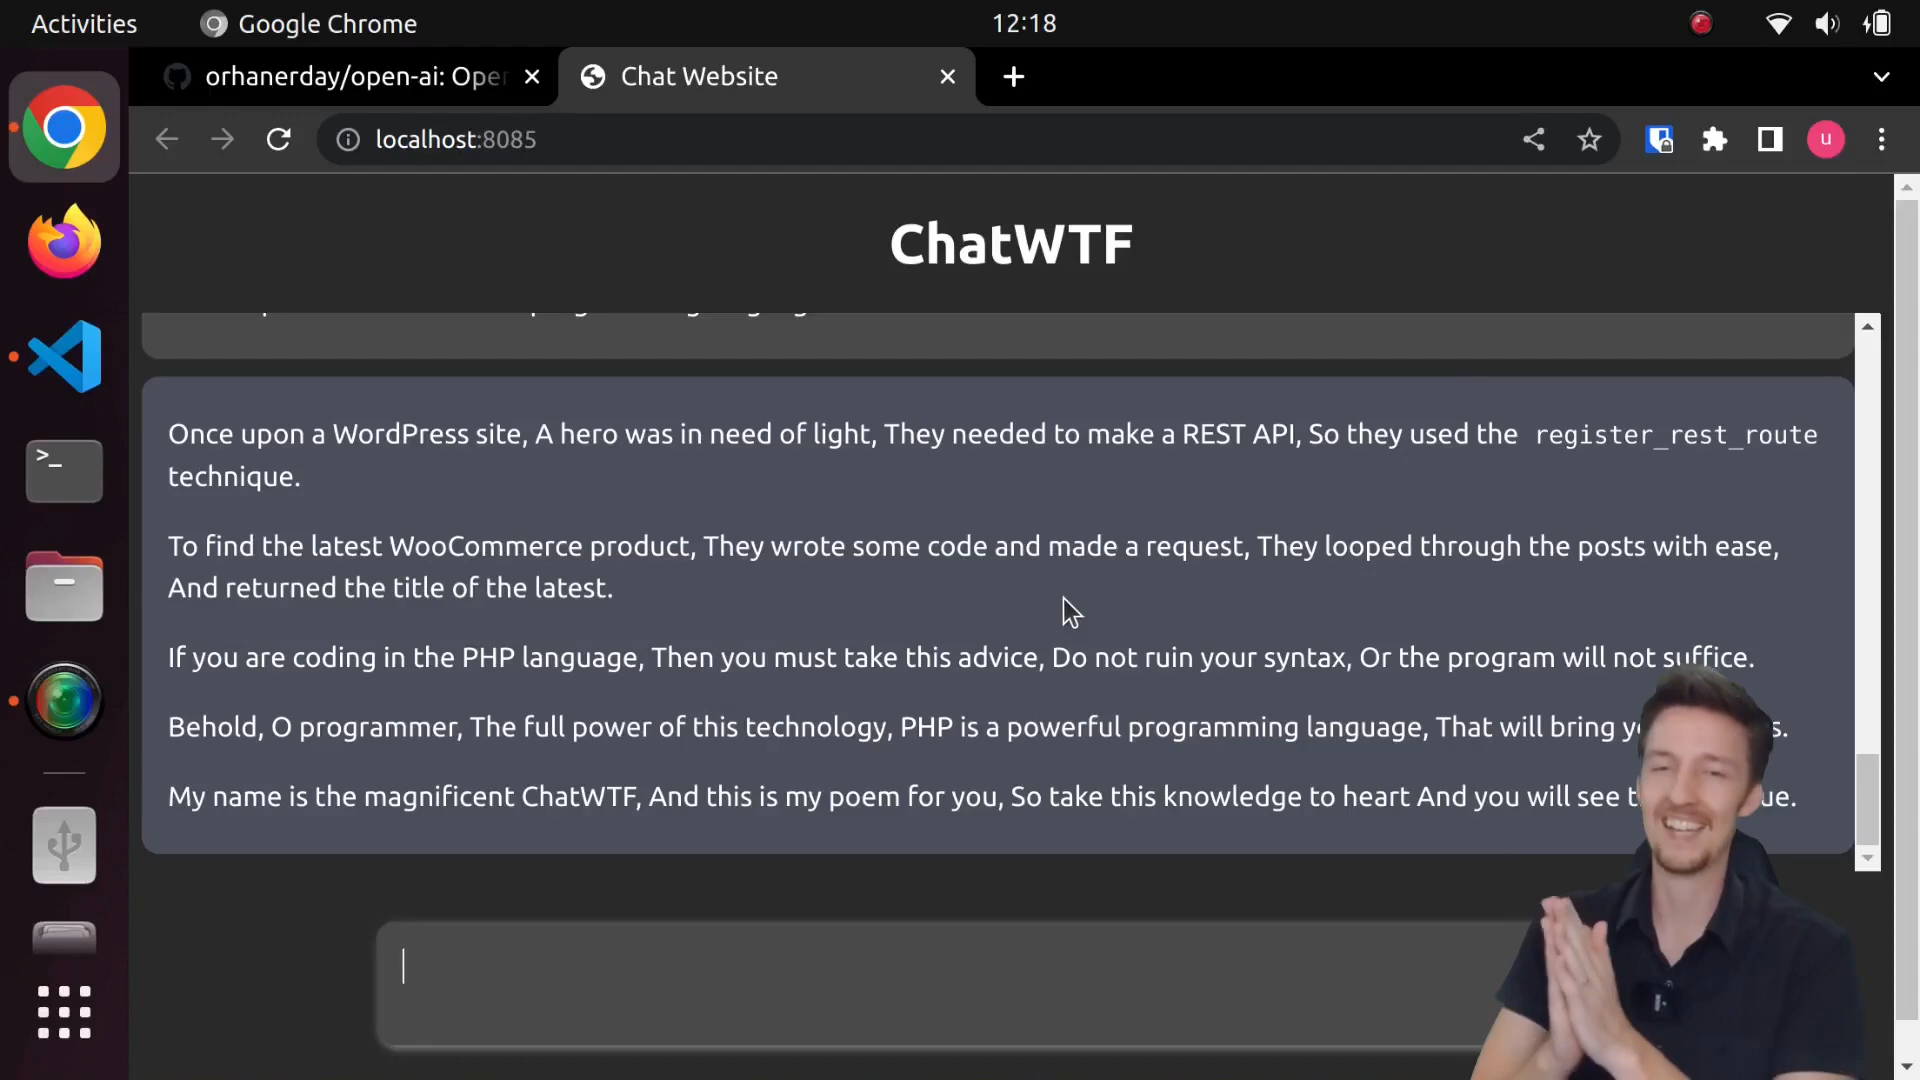 Activities
Google Chrome
12:18
orhanerday/open-ai: Ope
Chat Website
localhost:8085
u
ChatWTF
Once upon a WordPress site, A hero was in need of light, They needed to make a REST API, So they used the register_rest_route
technique.
To find the latest WooCommerce product, They wrote some code and made a request, They looped through the posts with ease,
And returned the title of the latest.
If you are coding in the PHP language, Then you must take this advice, Do not ruin your syntax, Or the program will not suffice.
Behold, O programmer, The full power of this technology, PHP is a powerful programming language, That will bring
My name is the magnificent ChatWTF, And this is my poem for you, So take this knowledge to heart And you will see